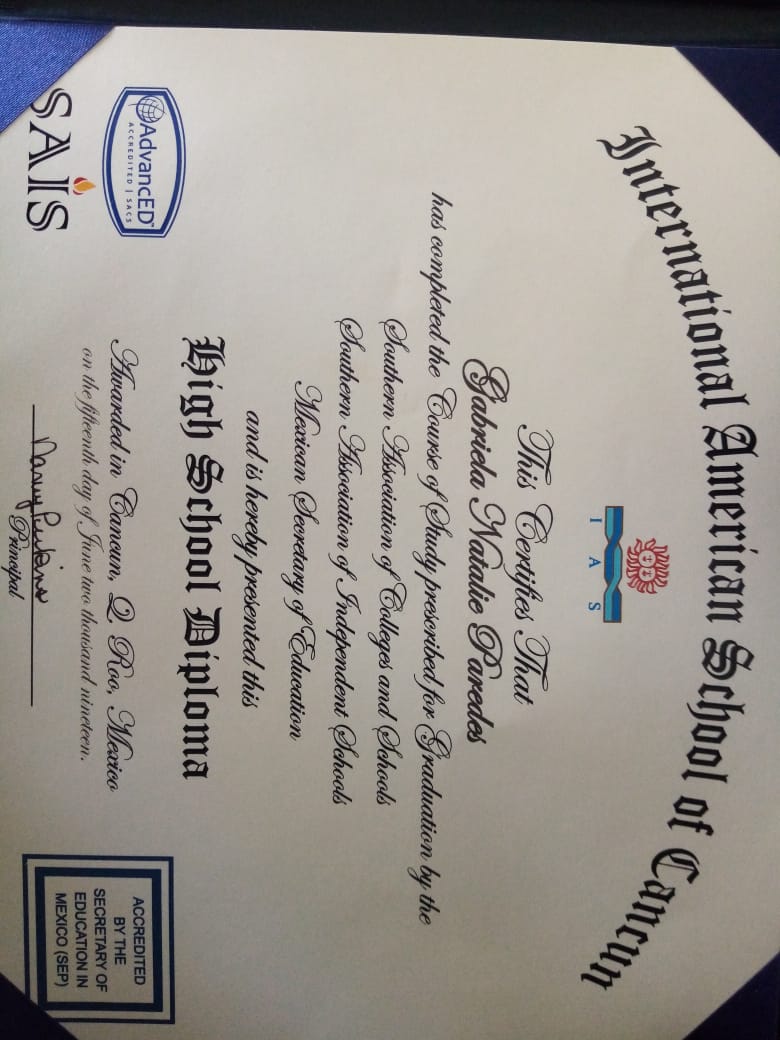 International American School of Cancun
I A S
This Certifies That
Gabriela Natalie Paredes
has completed the Course of Study prescribed for Graduation by the
Southern Association of Colleges and Schools
Southern Association of Independent Schools
Mexican Secretary of Education
and is hereby presented this
High School Diploma
Awarded in Cancun, Q. Roo, Mexico
on the fifteenth day of June two thousand nineteen.
Nancy Perkins
Principal
AdvancED
ACCREDITED | SACS
SAIS
ACCREDITED
BY THE
SECRETARY OF
EDUCATION IN
MEXICO (SEP)